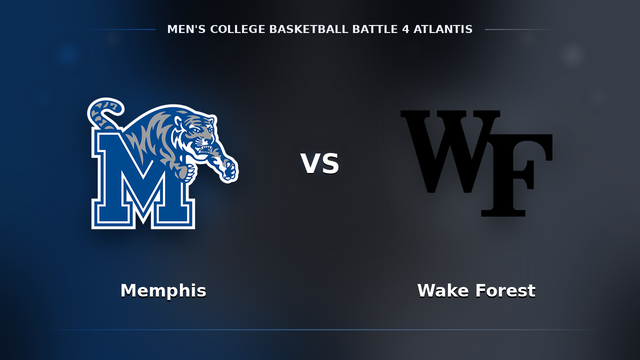 MEN'S COLLEGE BASKETBALL BATTLE 4 ATLANTIS
M
VS
WF
Memphis
Wake Forest